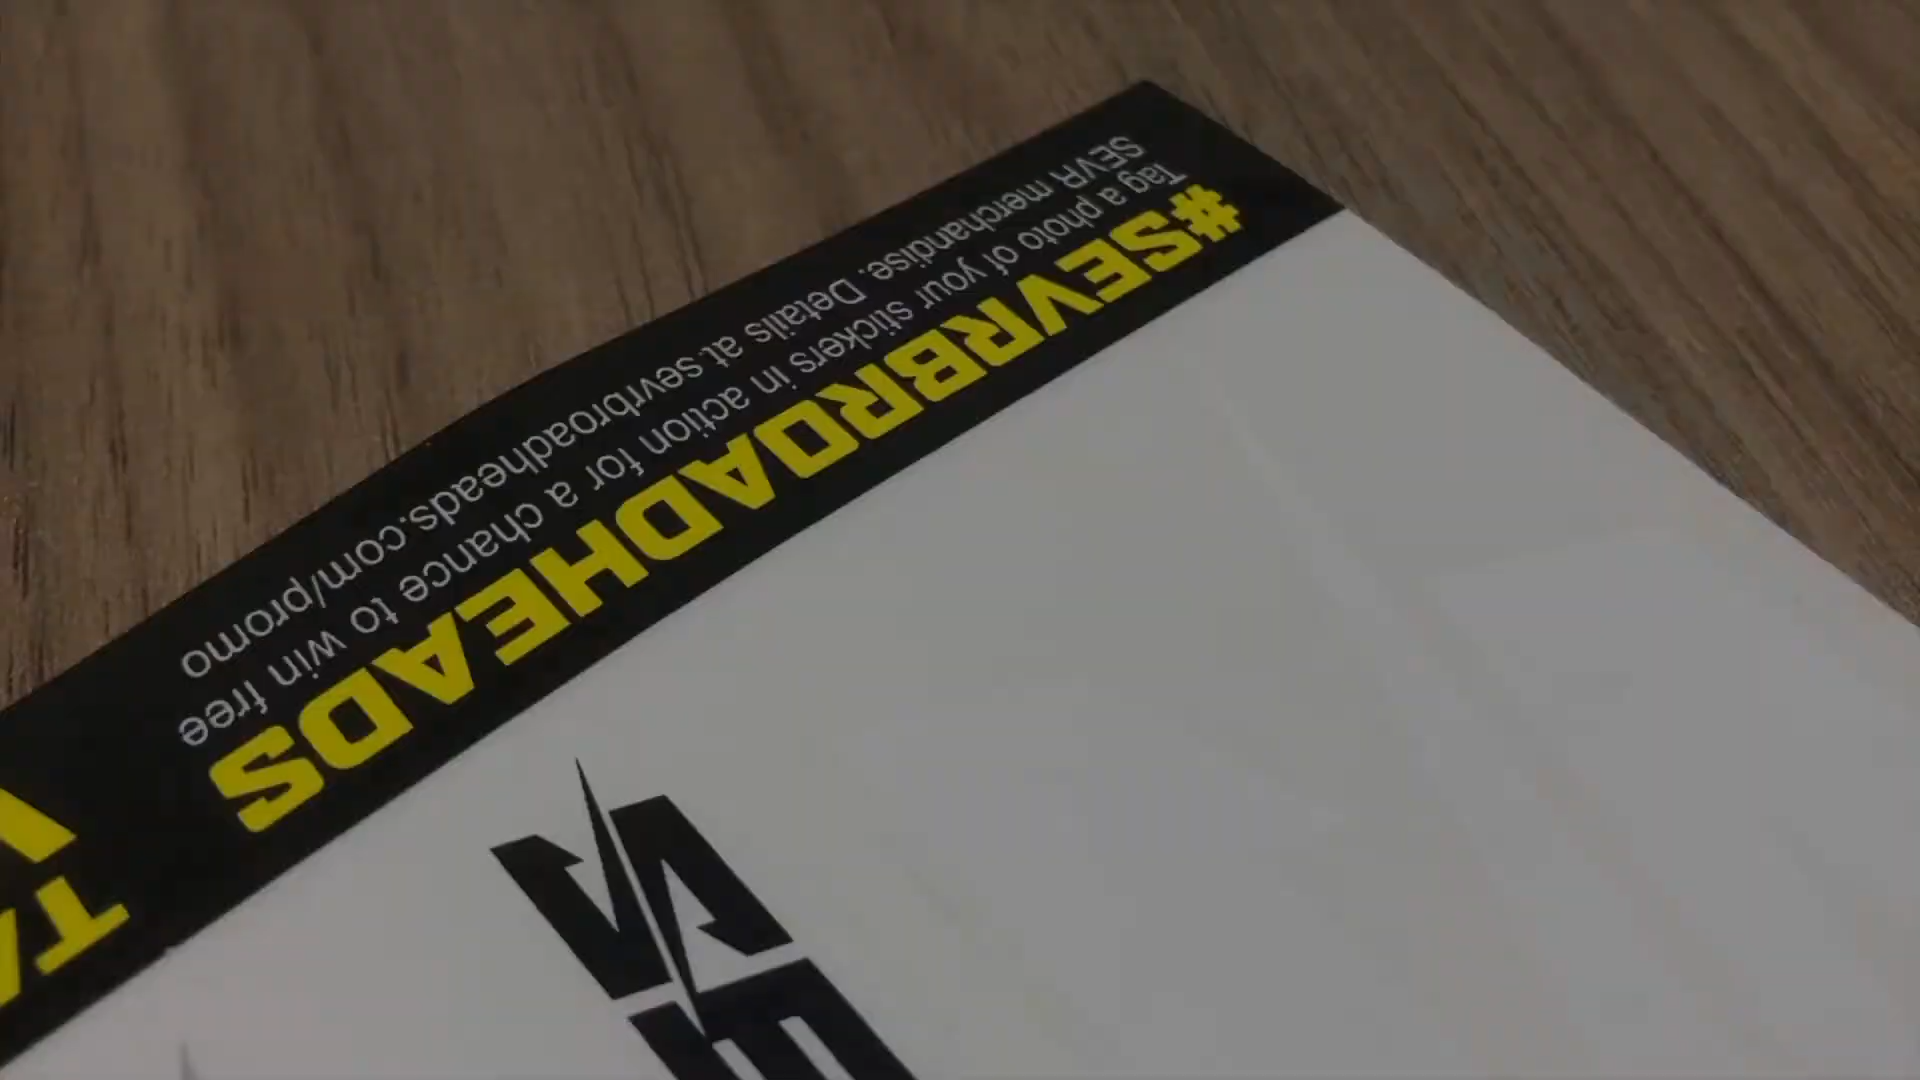 #SEVRBROADHEADS
Tag a photo of your stickers in action for a chance to win free
SEVR merchandise. Details at sevrbroadheads.com/promo